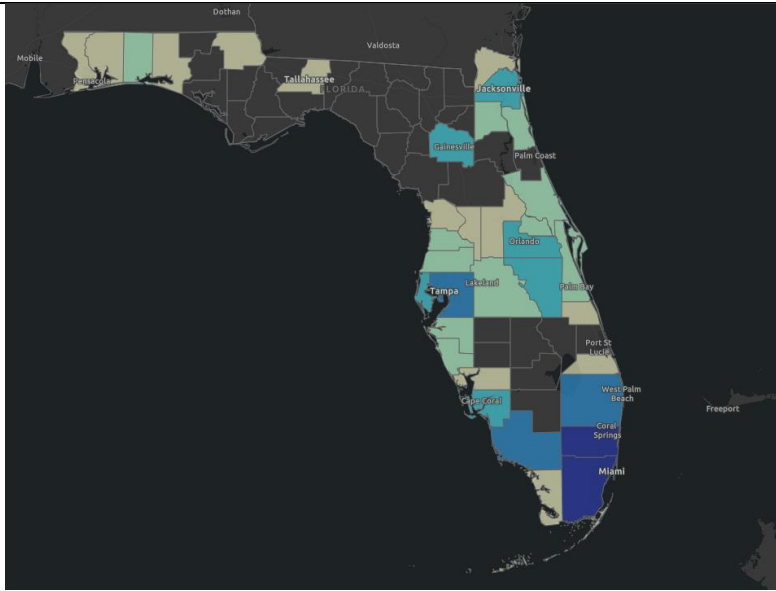 Dothan
Mobile
Valdosta
Pensacola
Tallahassee
FLORIDA
Jacksonville
Gainesville
Palm Coast
Orlando
Lakeland
Tampa
Palm Bay
Port St
Lucie
Cape Coral
West Palm
Beach
Freeport
Coral
Springs
Miami